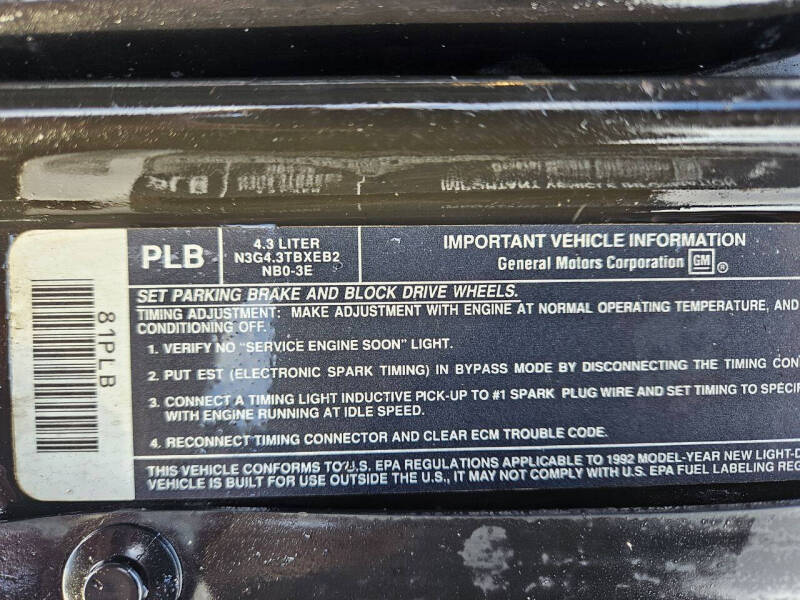 PLB
4.3 LITER
N3G4.3TBXEB2
NB0-3E
IMPORTANT VEHICLE INFORMATION
General Motors Corporation GM ®
81PLB
SET PARKING BRAKE AND BLOCK DRIVE WHEELS.
TIMING ADJUSTMENT: MAKE ADJUSTMENT WITH ENGINE AT NORMAL OPERATING TEMPERATURE, AND
CONDITIONING OFF.
1. VERIFY NO "SERVICE ENGINE SOON" LIGHT.
2. PUT EST (ELECTRONIC SPARK TIMING) IN BYPASS MODE BY DISCONNECTING THE TIMING CON
3. CONNECT A TIMING LIGHT INDUCTIVE PICK-UP TO #1 SPARK PLUG WIRE AND SET TIMING TO SPECIF
WITH ENGINE RUNNING AT IDLE SPEED.
4. RECONNECT TIMING CONNECTOR AND CLEAR ECM TROUBLE CODE.
THIS VEHICLE CONFORMS TO U.S. EPA REGULATIONS APPLICABLE TO 1992 MODEL-YEAR NEW LIGHT-D
VEHICLE IS BUILT FOR USE OUTSIDE THE U.S., IT MAY NOT COMPLY WITH U.S. EPA FUEL LABELING REG